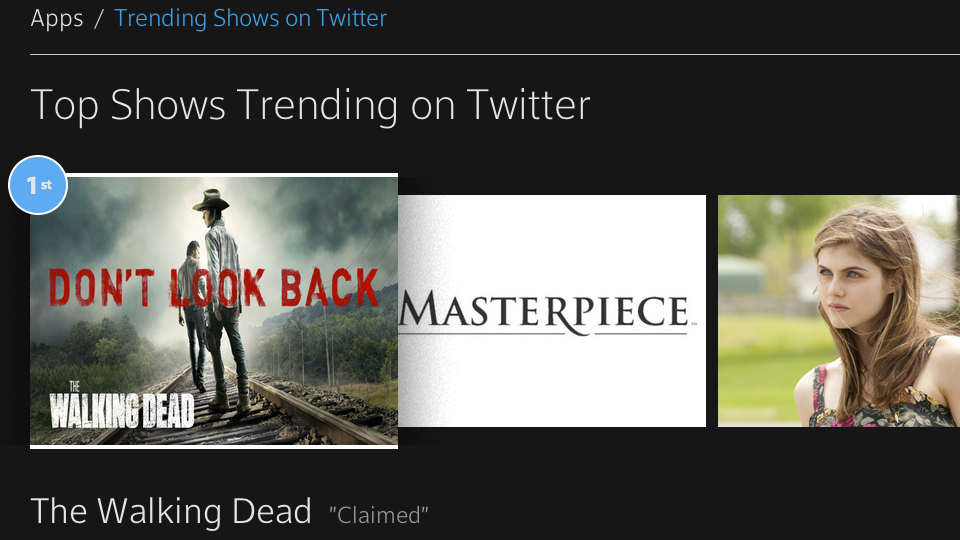 Apps / Trending Shows on Twitter
Top Shows Trending on Twitter
1st
DON'T LOOK BACK
THE
WALKING DEAD
MASTERPIECE™
The Walking Dead "Claimed"